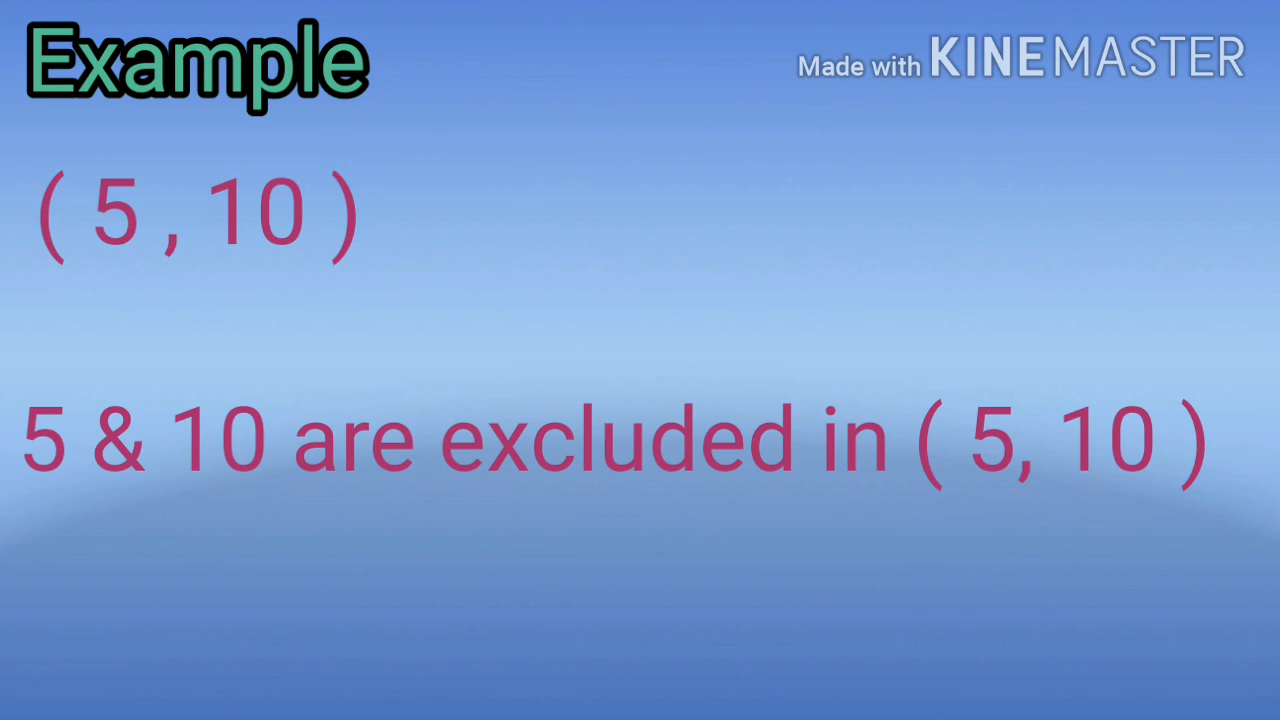 Example
Made with KINEMASTER
( 5 , 10 )
5 & 10 are excluded in ( 5, 10 )